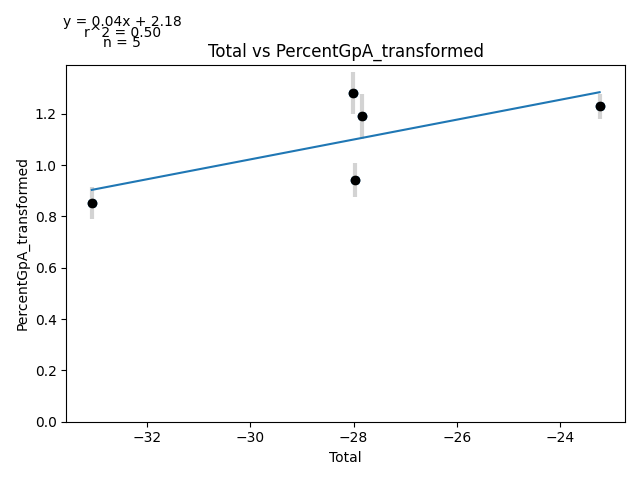 y = 0.04x + 2.18
r^2 = 0.50
n = 5
Total vs PercentGpA_transformed
PercentGpA_transformed
1.2
1.0
0.8
0.6
0.4
0.2
0.0
−32
−30
−28
−26
−24
Total